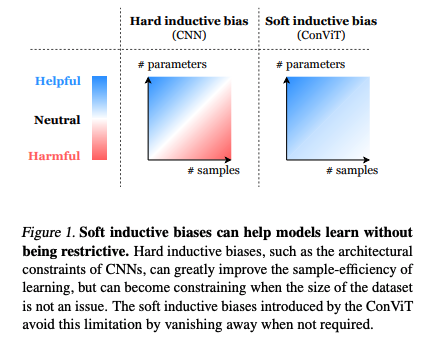 Hard inductive bias
(CNN)
Soft inductive bias
(ConViT)
# parameters
# parameters
Helpful
Neutral
Harmful
# samples
# samples
Figure 1. Soft inductive biases can help models learn without
being restrictive. Hard inductive biases, such as the architectural
constraints of CNNs, can greatly improve the sample-efficiency of
learning, but can become constraining when the size of the dataset
is not an issue. The soft inductive biases introduced by the ConViT
avoid this limitation by vanishing away when not required.